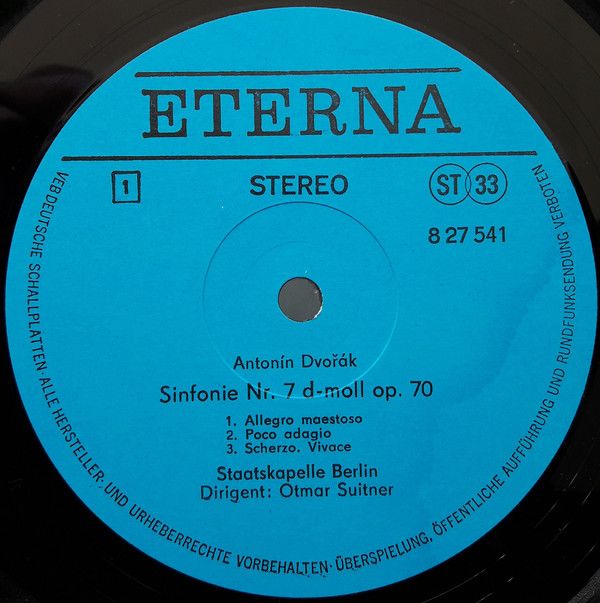 ETERNA
1 STEREO ST 33
8 27 541
Antonín Dvořák
Sinfonie Nr. 7 d-moll op. 70
1. Allegro maestoso
2. Poco adagio
3. Scherzo. Vivace
Staatskapelle Berlin
Dirigent: Otmar Suitner
VEB DEUTSCHE SCHALLPLATTEN · ALLE HERSTELLER- UND URHEBERRECHTE VORBEHALTEN · ÜBERSPIELUNG, ÖFFENTLICHE AUFFÜHRUNG UND RUNDFUNKSENDUNG VERBOTEN